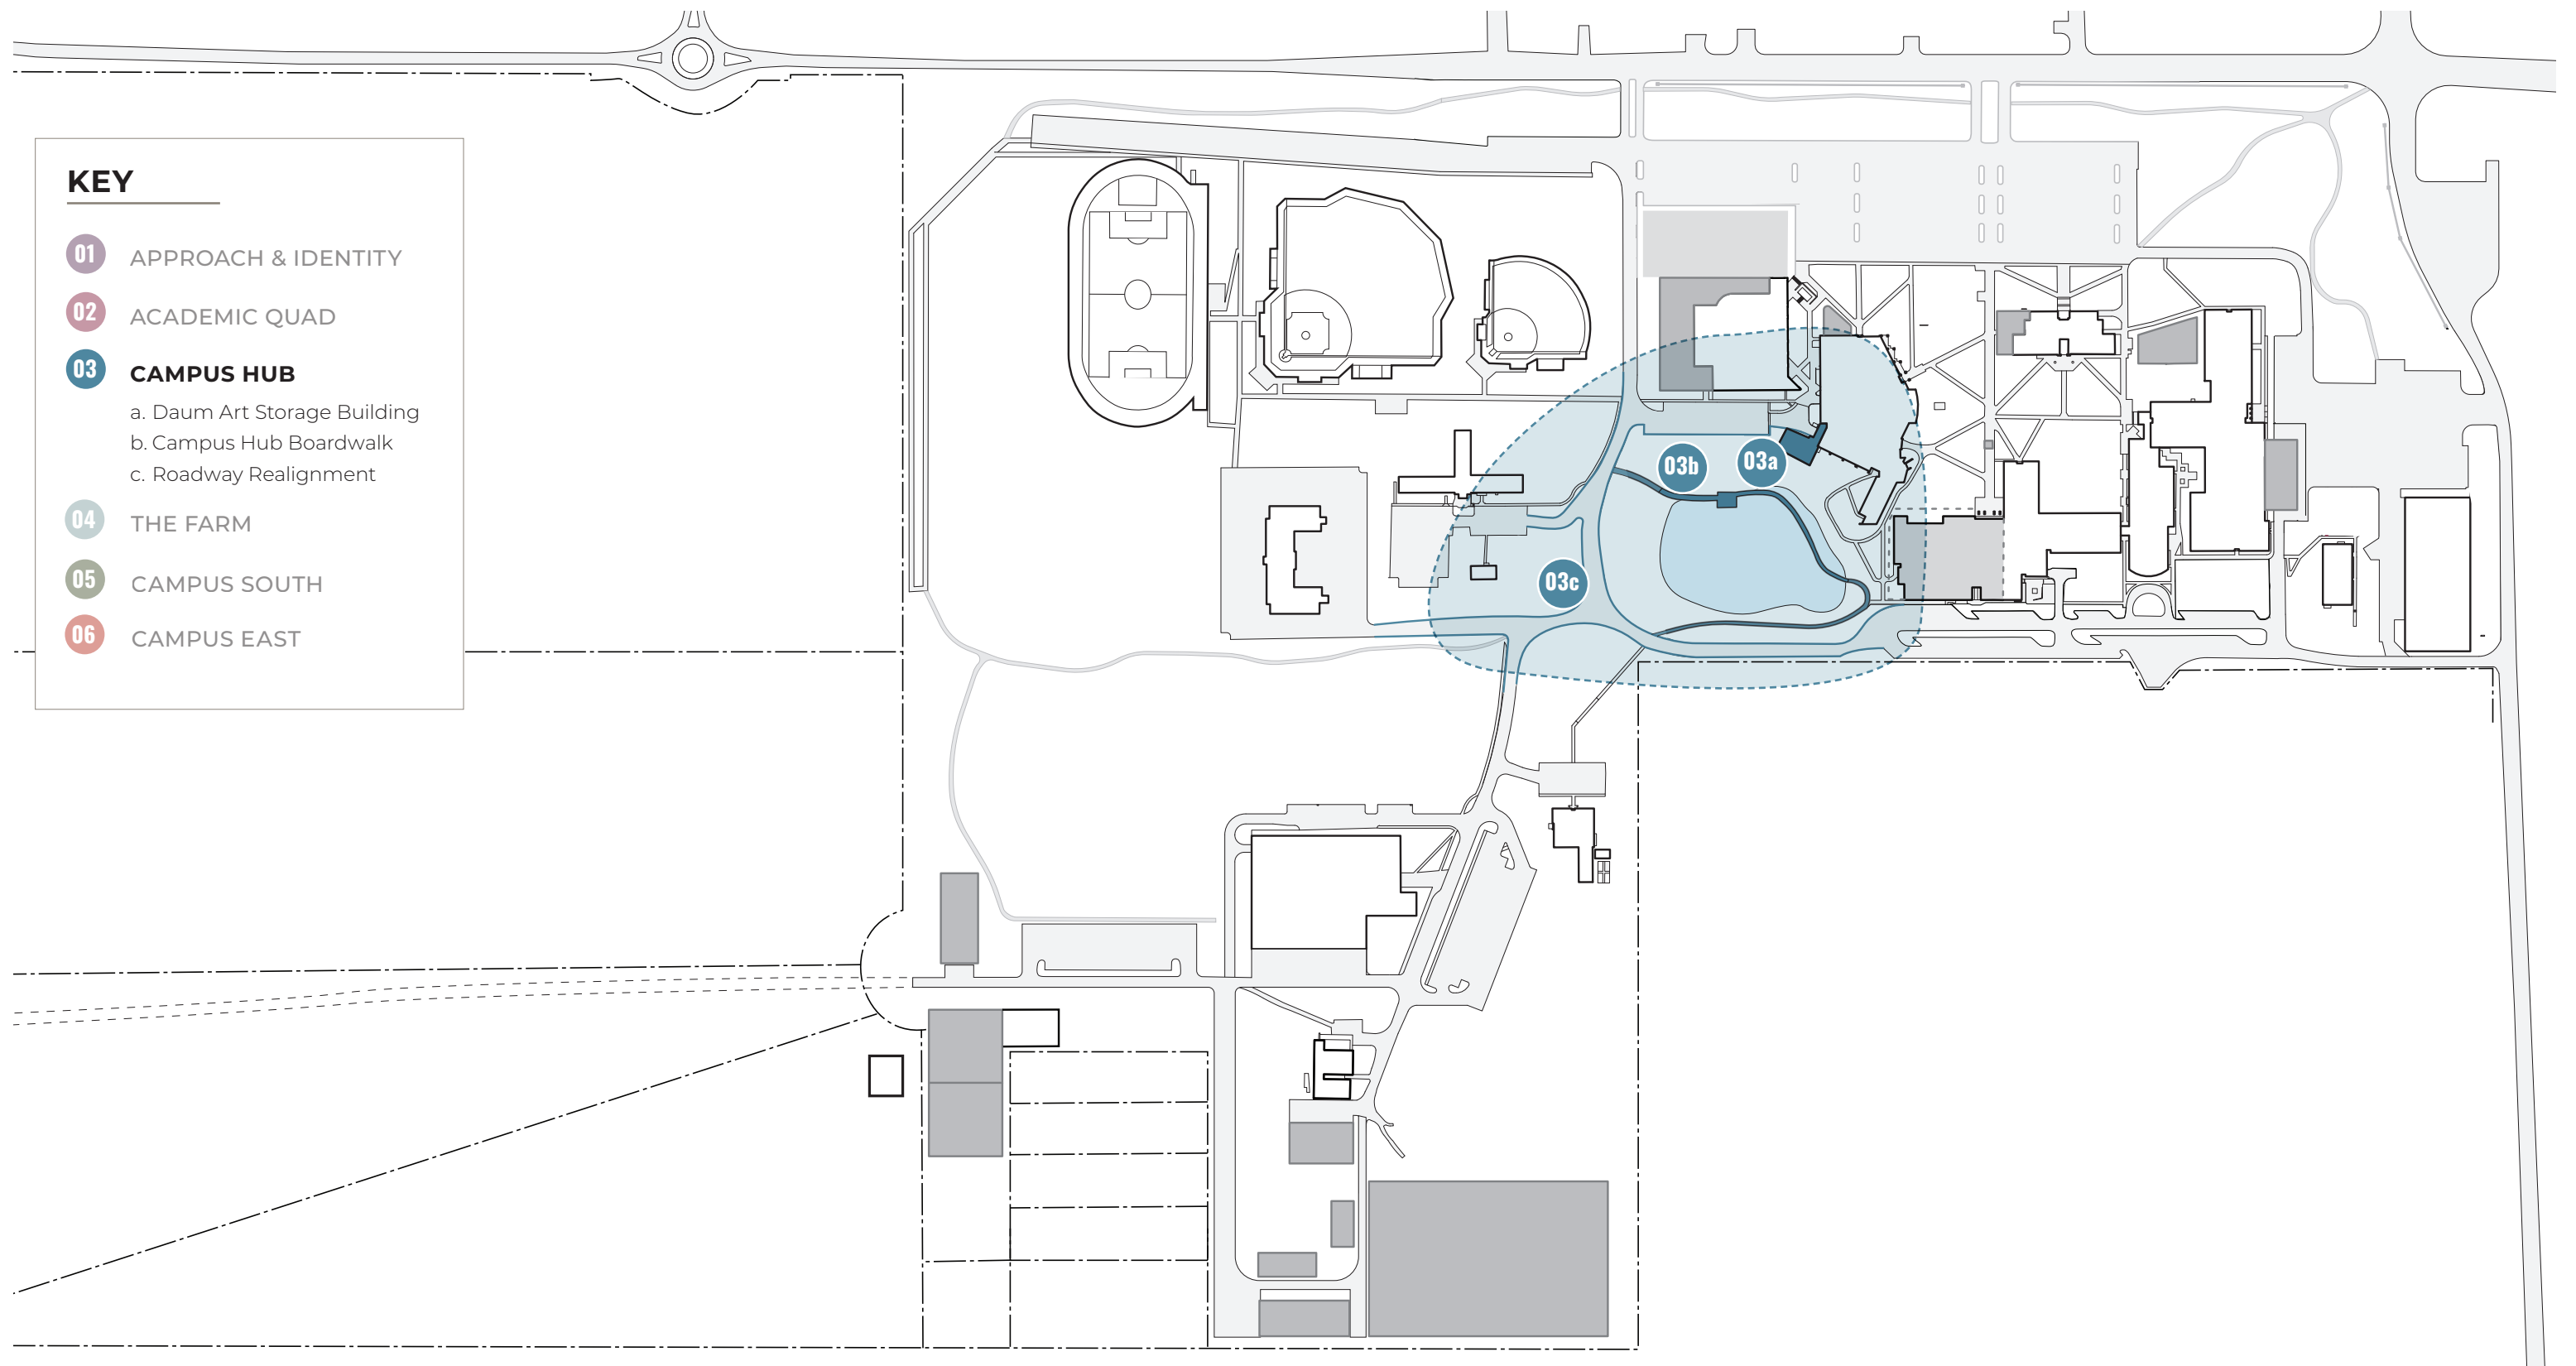 KEY
01 APPROACH & IDENTITY
02 ACADEMIC QUAD
03 CAMPUS HUB
a. Daum Art Storage Building
b. Campus Hub Boardwalk
c. Roadway Realignment
04 THE FARM
05 CAMPUS SOUTH
06 CAMPUS EAST
03b
03a
03c